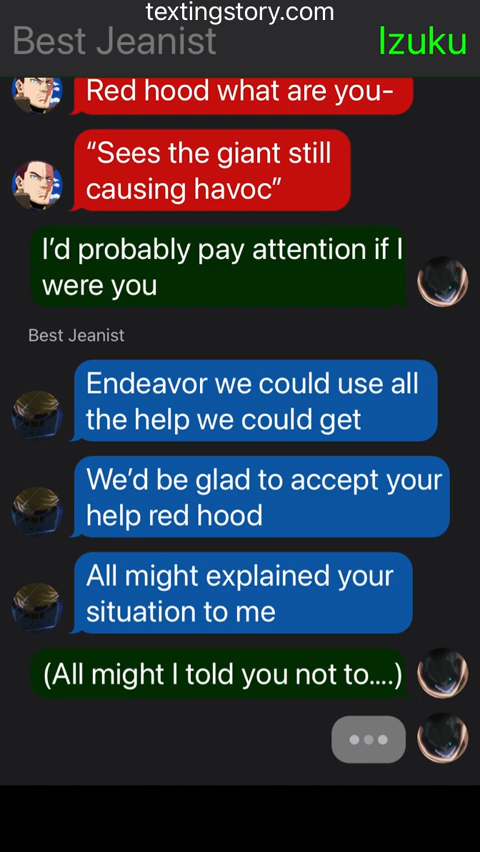 textingstory.com
Best Jeanist
Izuku
Red hood what are you-
“Sees the giant still
causing havoc”
I’d probably pay attention if I
were you
Best Jeanist
Endeavor we could use all
the help we could get
We’d be glad to accept your
help red hood
All might explained your
situation to me
(All might I told you not to....)